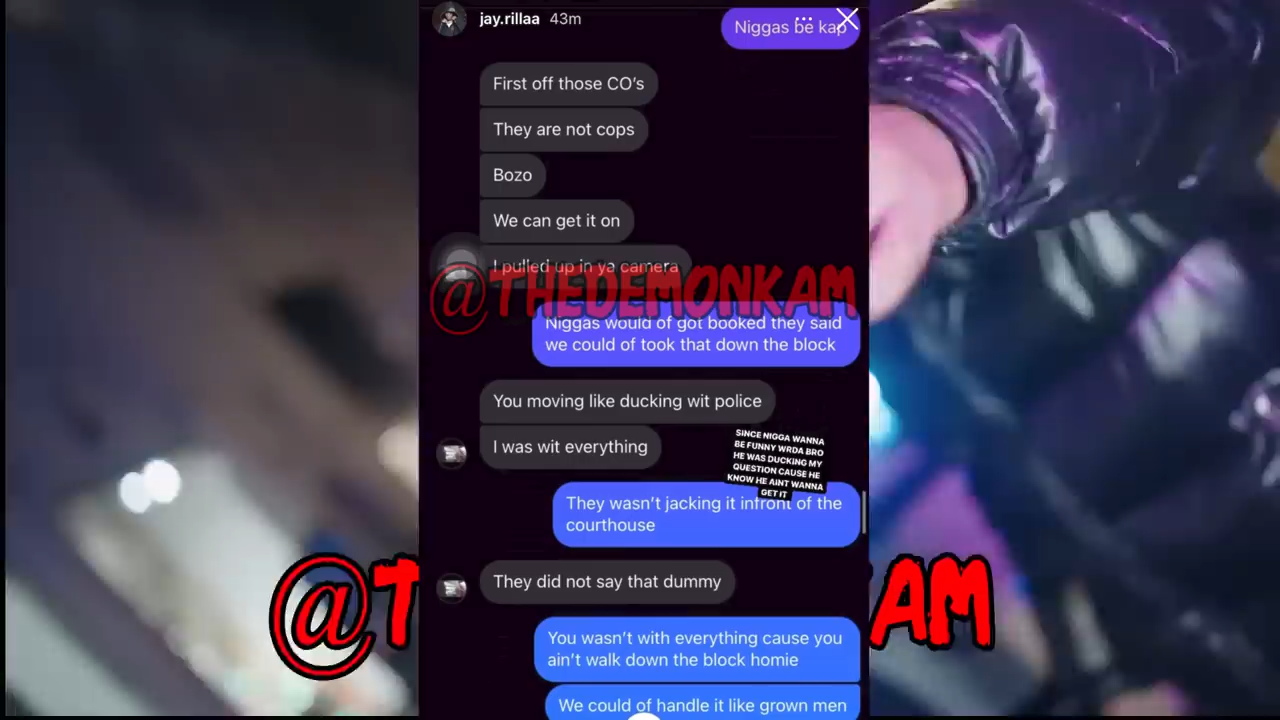 jay.rillaa 43m
Niggas be kap
First off those CO's
They are not cops
Bozo
We can get it on
I pulled up in ya camera
@THEDEMONKAM
Niggas would of got booked they said
we could of took that down the block
You moving like ducking wit police
I was wit everything
SINCE NIGGA WANNA
BE FUNNY WRDA BRO
HE WAS DUCKING MY
QUESTION CAUSE HE
KNOW HE AINT WANNA
GET IT
They wasn't jacking it infront of the
courthouse
They did not say that dummy
@T AM
You wasn't with everything cause you
ain't walk down the block homie
We could of handle it like grown men